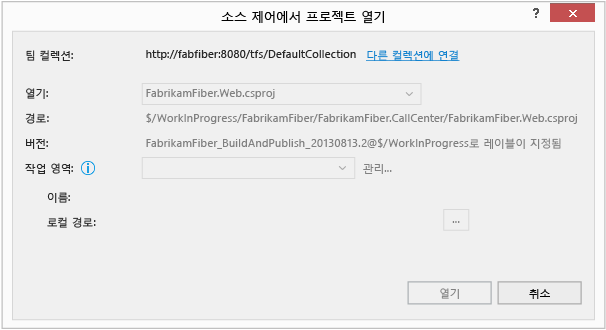 소스 제어에서 프로젝트 열기
?
팀 컬렉션: http://fabfiber:8080/tfs/DefaultCollection 다른 컬렉션에 연결
열기: FabrikamFiber.Web.csproj
경로: $/WorkInProgress/FabrikamFiber/FabrikamFiber.CallCenter/FabrikamFiber.Web.csproj
버전: FabrikamFiber_BuildAndPublish_20130813.2@$/WorkInProgress로 레이블이 지정됨
작업 영역: 관리...
이름:
로컬 경로: ...
열기 취소